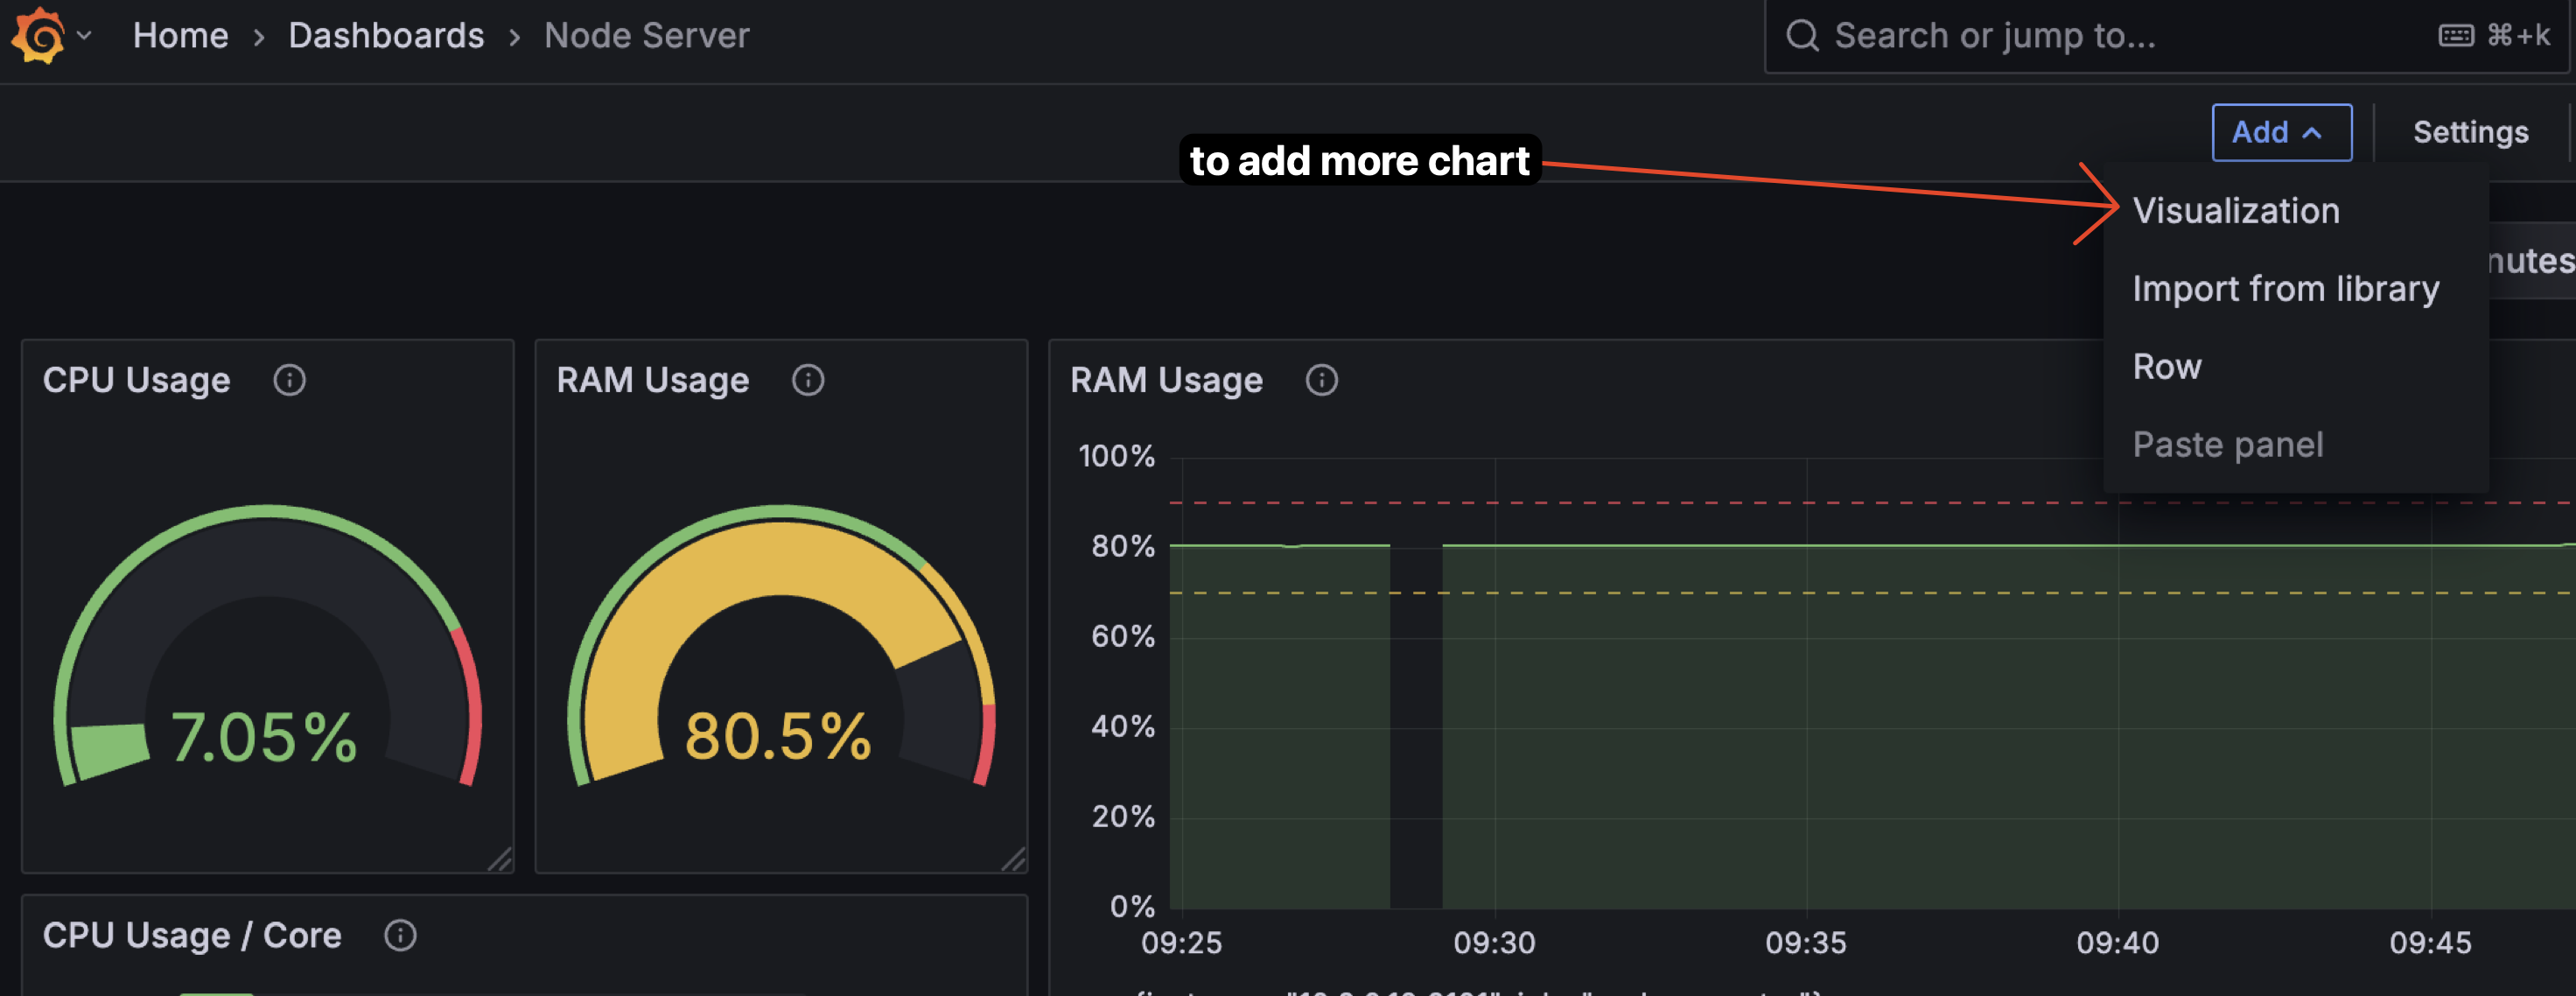 Home > Dashboards > Node Server
Search or jump to...
⌘+k
Add
Settings
to add more chart
Visualization
Import from library
Row
Paste panel
nutes
CPU Usage
RAM Usage
RAM Usage
7.05%
80.5%
100%
80%
60%
40%
20%
0%
09:25
09:30
09:35
09:40
09:45
CPU Usage / Core